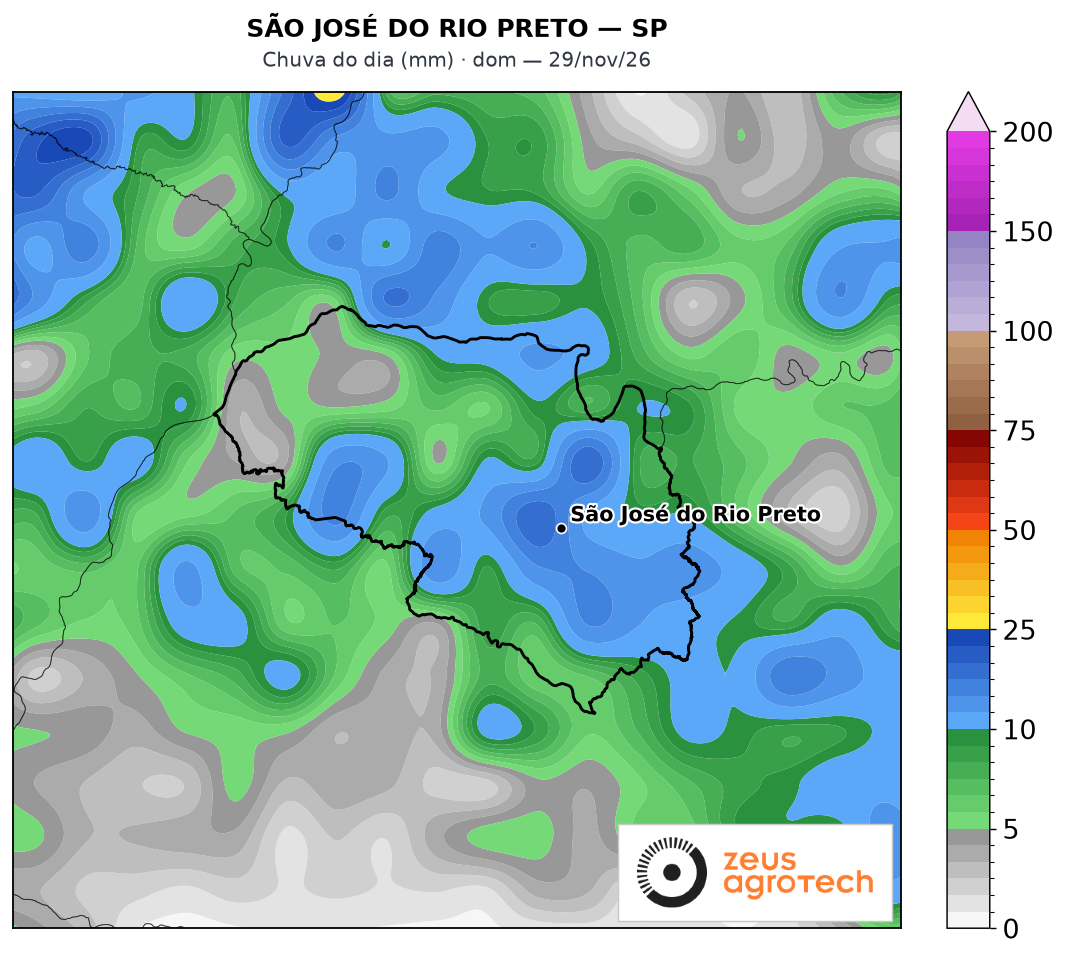 SÃO JOSÉ DO RIO PRETO — SP
Chuva do dia (mm) · dom — 29/nov/26
200
150
100
75
50
25
10
5
0
São José do Rio Preto
zeus
agrotech